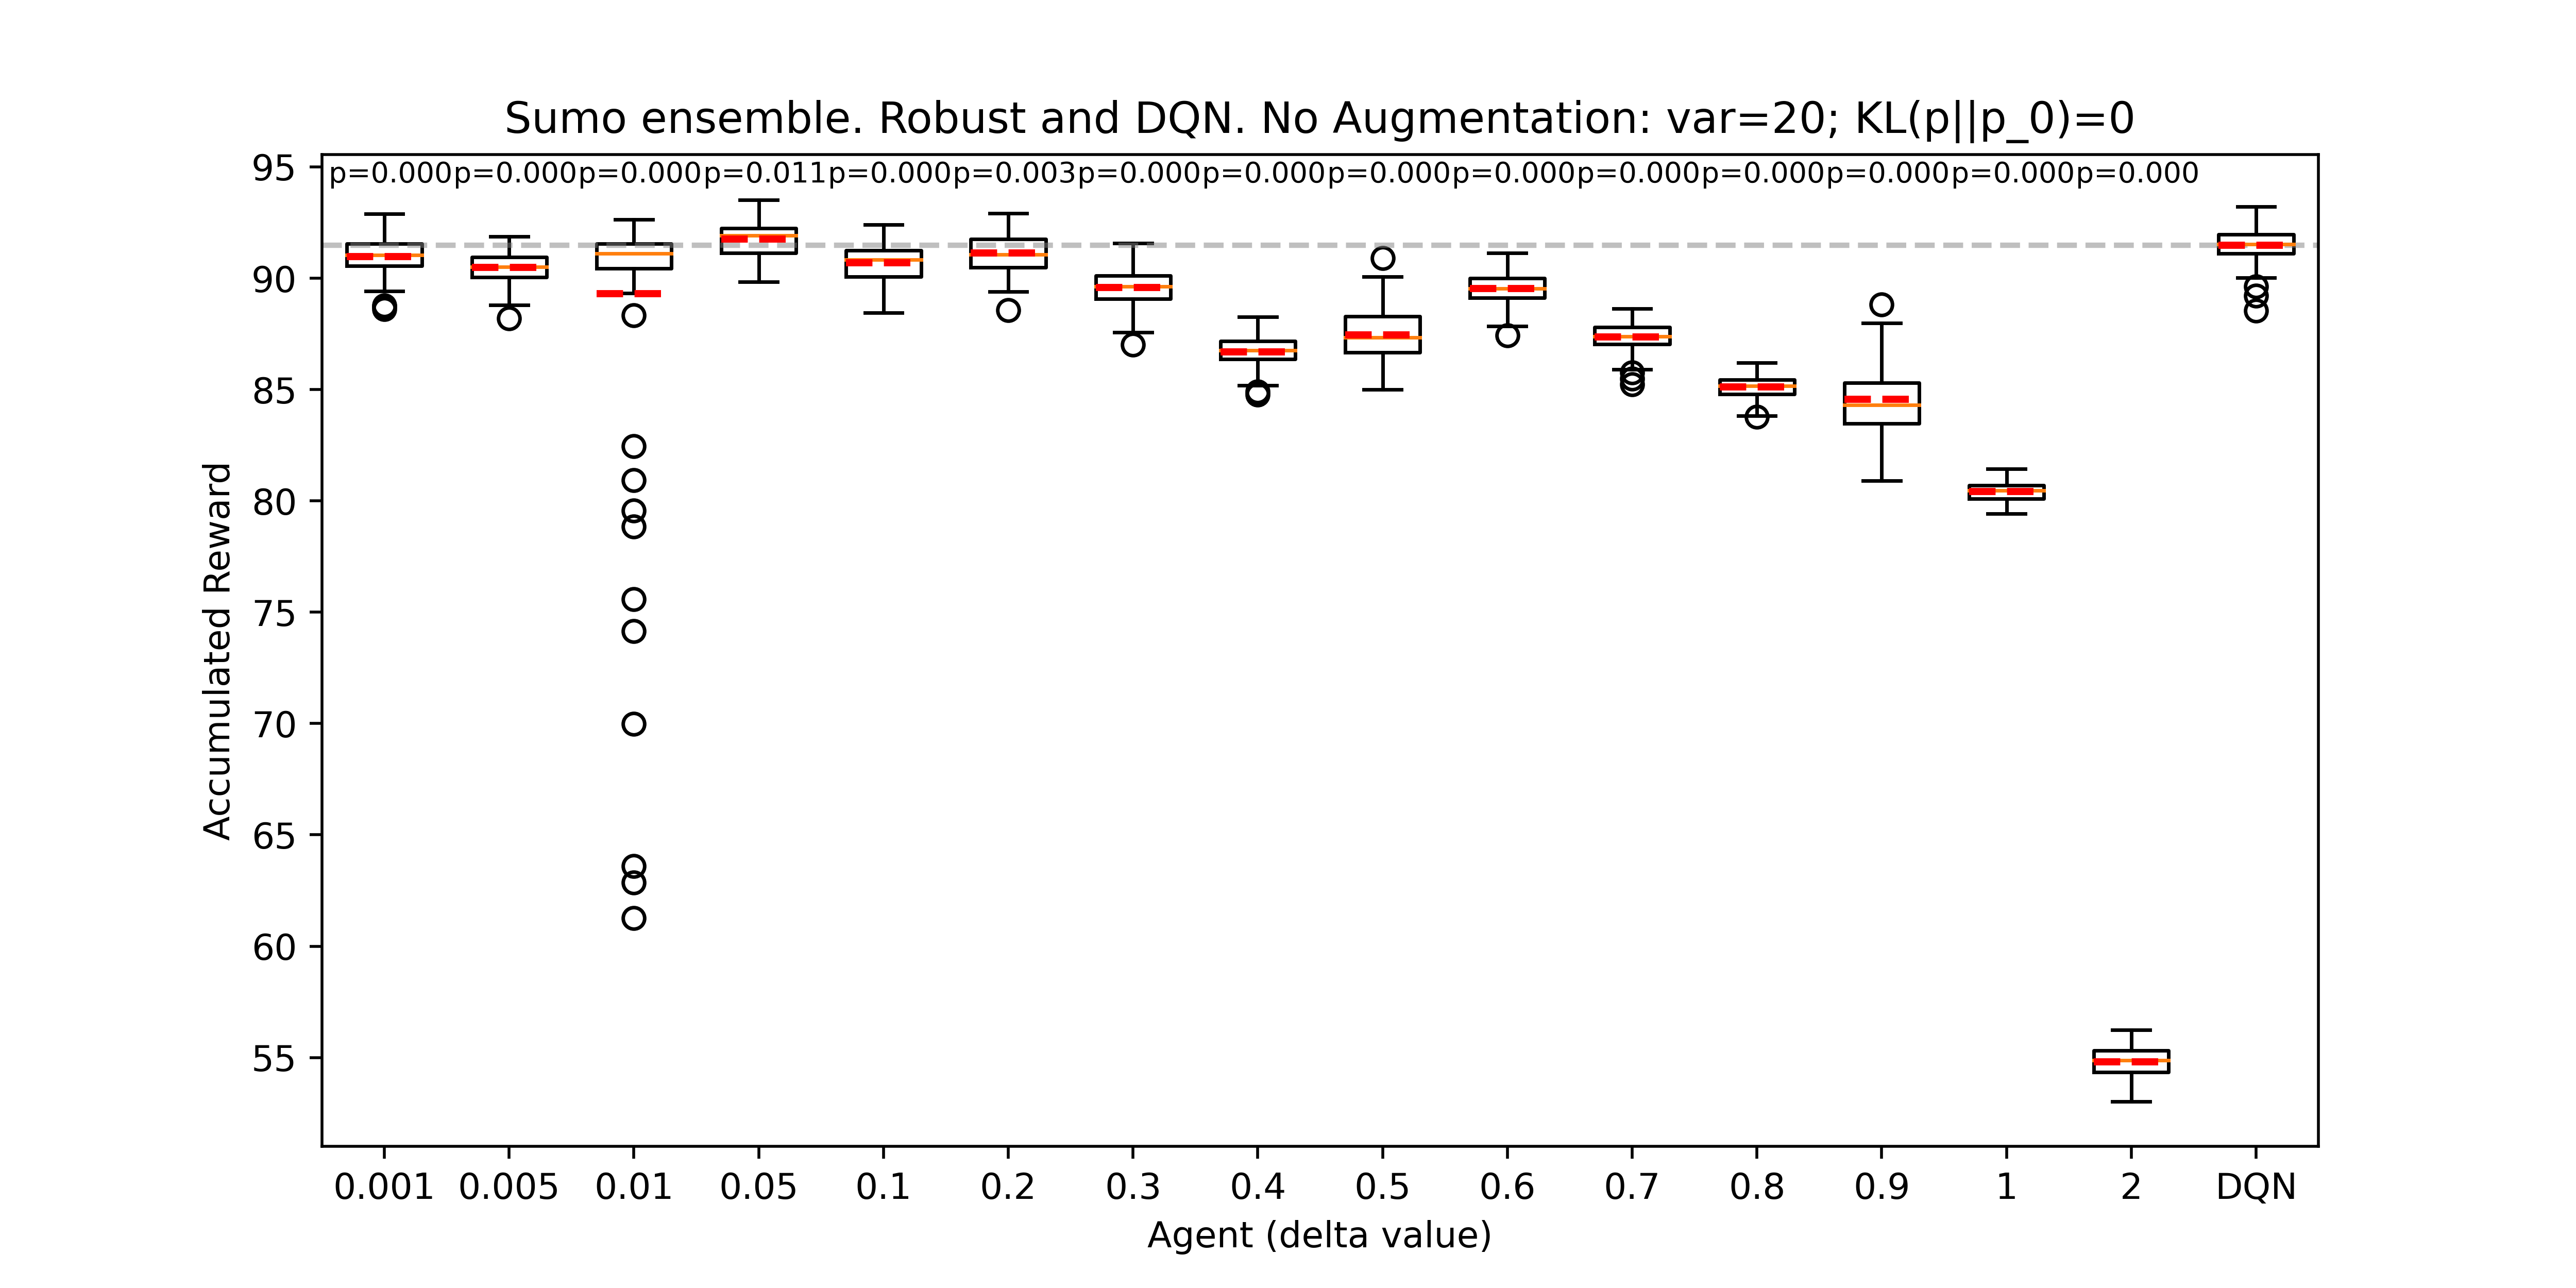 Sumo ensemble. Robust and DQN. No Augmentation: var=20; KL(p||p_0)=0
p=0.000p=0.000p=0.000p=0.011p=0.000p=0.003p=0.000p=0.000p=0.000p=0.000p=0.000p=0.000p=0.000p=0.000p=0.000
95
90
85
80
75
70
65
60
55
Accumulated Reward
0.001 0.005 0.01 0.05 0.1 0.2 0.3 0.4 0.5 0.6 0.7 0.8 0.9 1 2 DQN
Agent (delta value)